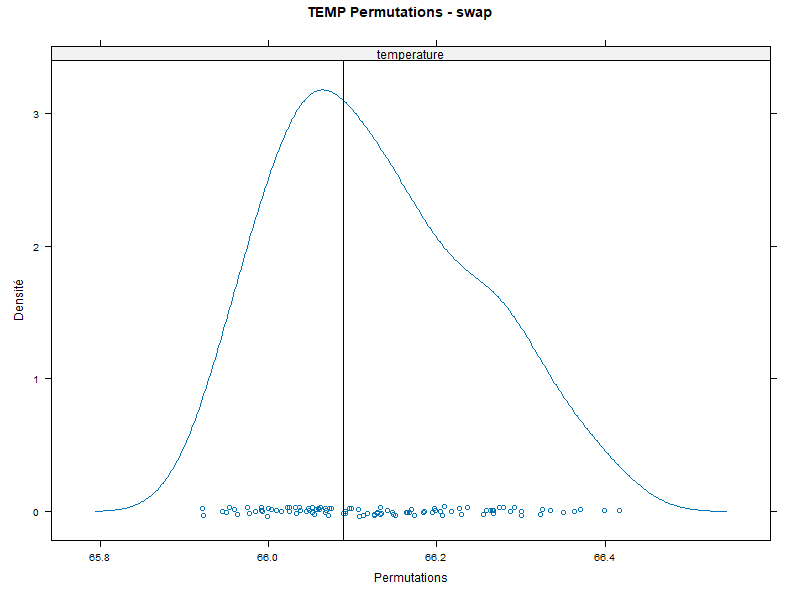 TEMP Permutations - swap
temperature
3
2
1
0
Densité
65.8 66.0 66.2 66.4
Permutations